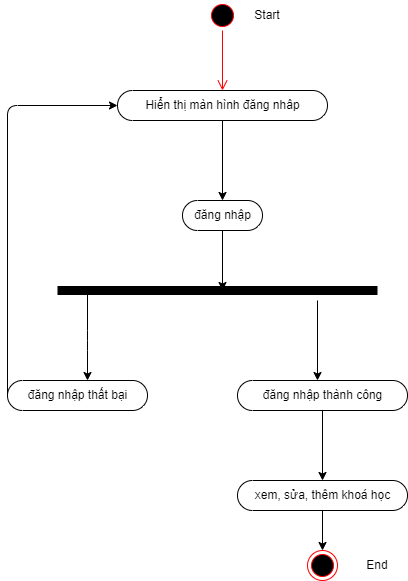 Start
Hiển thị màn hình đăng nhâp
đăng nhập
đăng nhập thất bại
đăng nhập thành công
xem, sửa, thêm khoá học
End